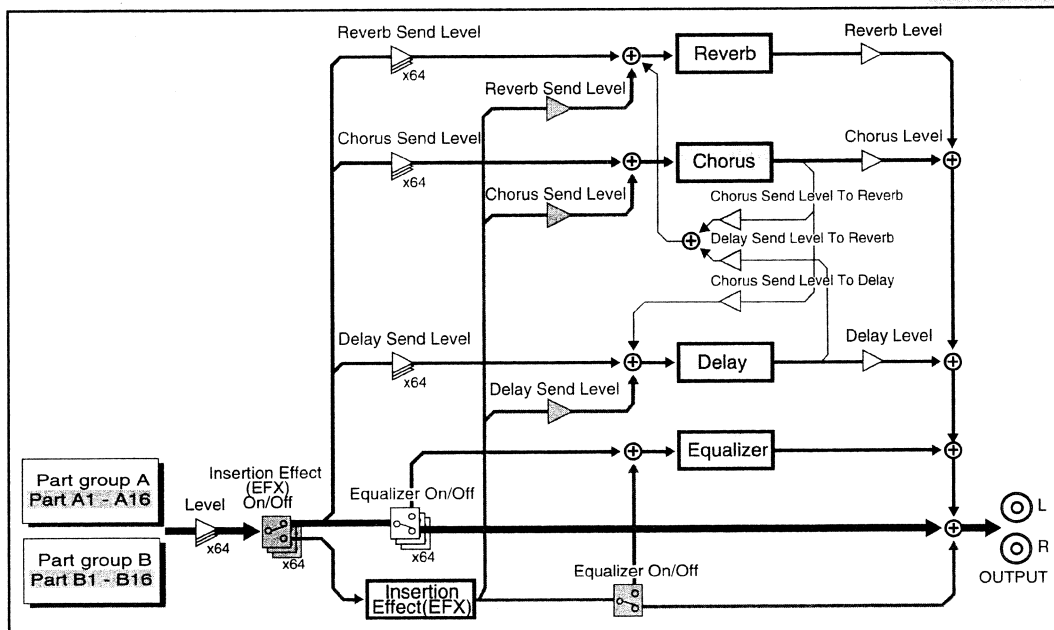 Reverb Send Level
x64
Reverb
Reverb Level
Reverb Send Level
Chorus Send Level
x64
Chorus
Chorus Level
Chorus Send Level
Chorus Send Level To Reverb
Delay Send Level To Reverb
Chorus Send Level To Delay
Delay Send Level
x64
Delay
Delay Level
Delay Send Level
Equalizer
Part group A
Part A1 - A16
Part group B
Part B1 - B16
Level
x64
Insertion Effect
(EFX)
On/Off
x64
Equalizer On/Off
x64
Insertion
Effect(EFX)
Equalizer On/Off
L
R
OUTPUT